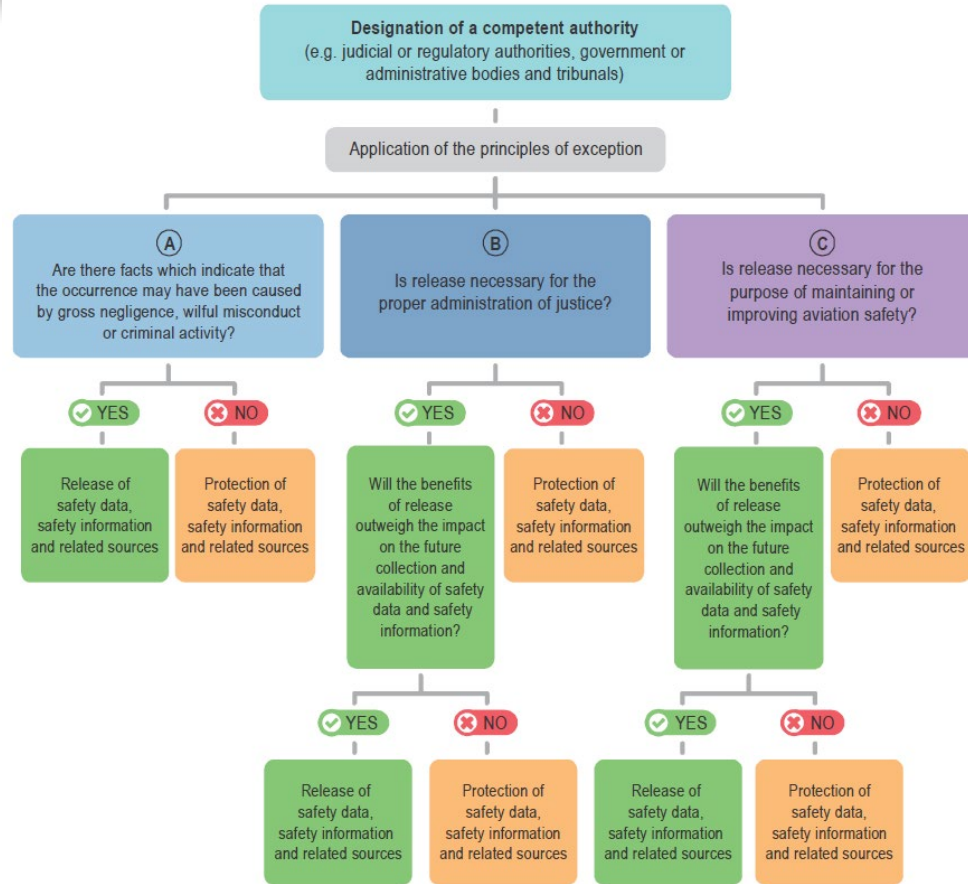 Designation of a competent authority
(e.g. judicial or regulatory authorities, government or
administrative bodies and tribunals)
Application of the principles of exception
A
Are there facts which indicate that
the occurrence may have been caused
by gross negligence, wilful misconduct
or criminal activity?
B
Is release necessary for the
proper administration of justice?
C
Is release necessary for the
purpose of maintaining or
improving aviation safety?
YES
NO
YES
NO
YES
NO
Release of
safety data,
safety information
and related sources
Protection of
safety data,
safety information
and related sources
Will the benefits
of release
outweigh the impact
on the future
collection and
availability of safety
data and safety
information?
Protection of
safety data,
safety information
and related sources
Will the benefits
of release
outweigh the impact
on the future
collection and
availability of safety
data and safety
information?
Protection of
safety data,
safety information
and related sources
YES
NO
YES
NO
Release of
safety data,
safety information
and related sources
Protection of
safety data,
safety information
and related sources
Release of
safety data,
safety information
and related sources
Protection of
safety data,
safety information
and related sources